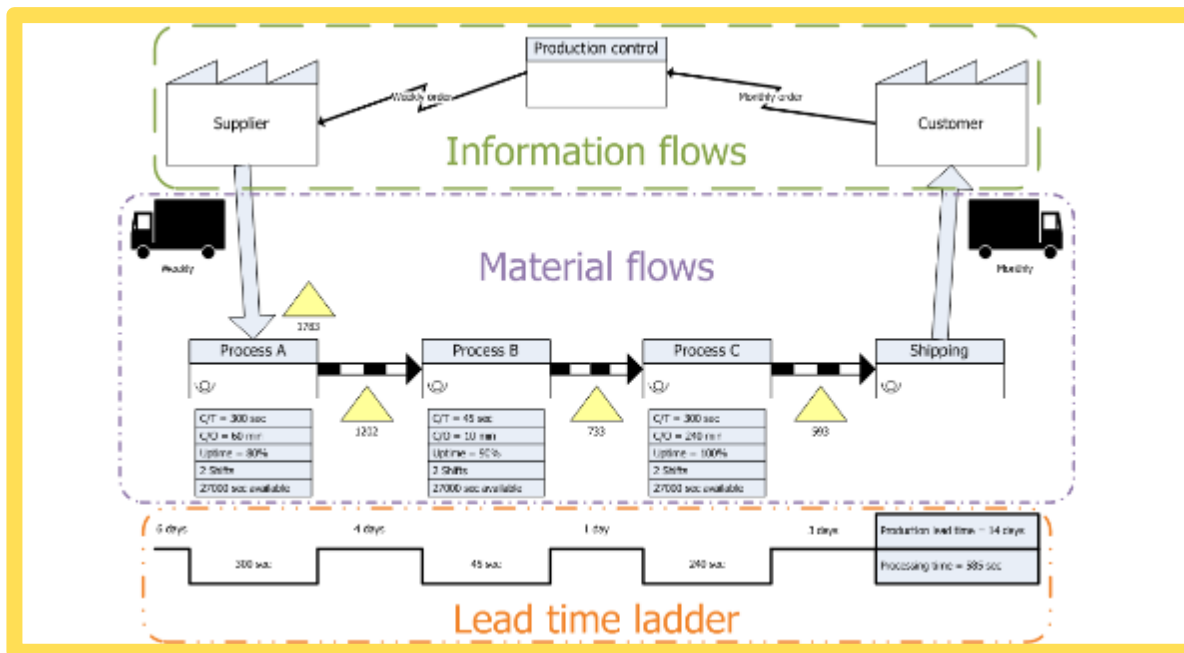 Production control
Weekly order
Monthly order
Supplier
Customer
Information flows
Weekly
Material flows
Monthly
1783
Process A
Process B
Process C
Shipping
1202
733
593
C/T = 300 sec
C/O = 60 min
Uptime = 80%
2 Shifts
27000 sec available
C/T = 45 sec
C/O = 10 min
Uptime = 90%
2 Shifts
27000 sec available
C/T = 300 sec
C/O = 240 min
Uptime = 100%
2 Shifts
27000 sec available
6 days
4 days
1 day
3 days
Production lead time = 14 days
300 sec
45 sec
240 sec
Processing time = 585 sec
Lead time ladder